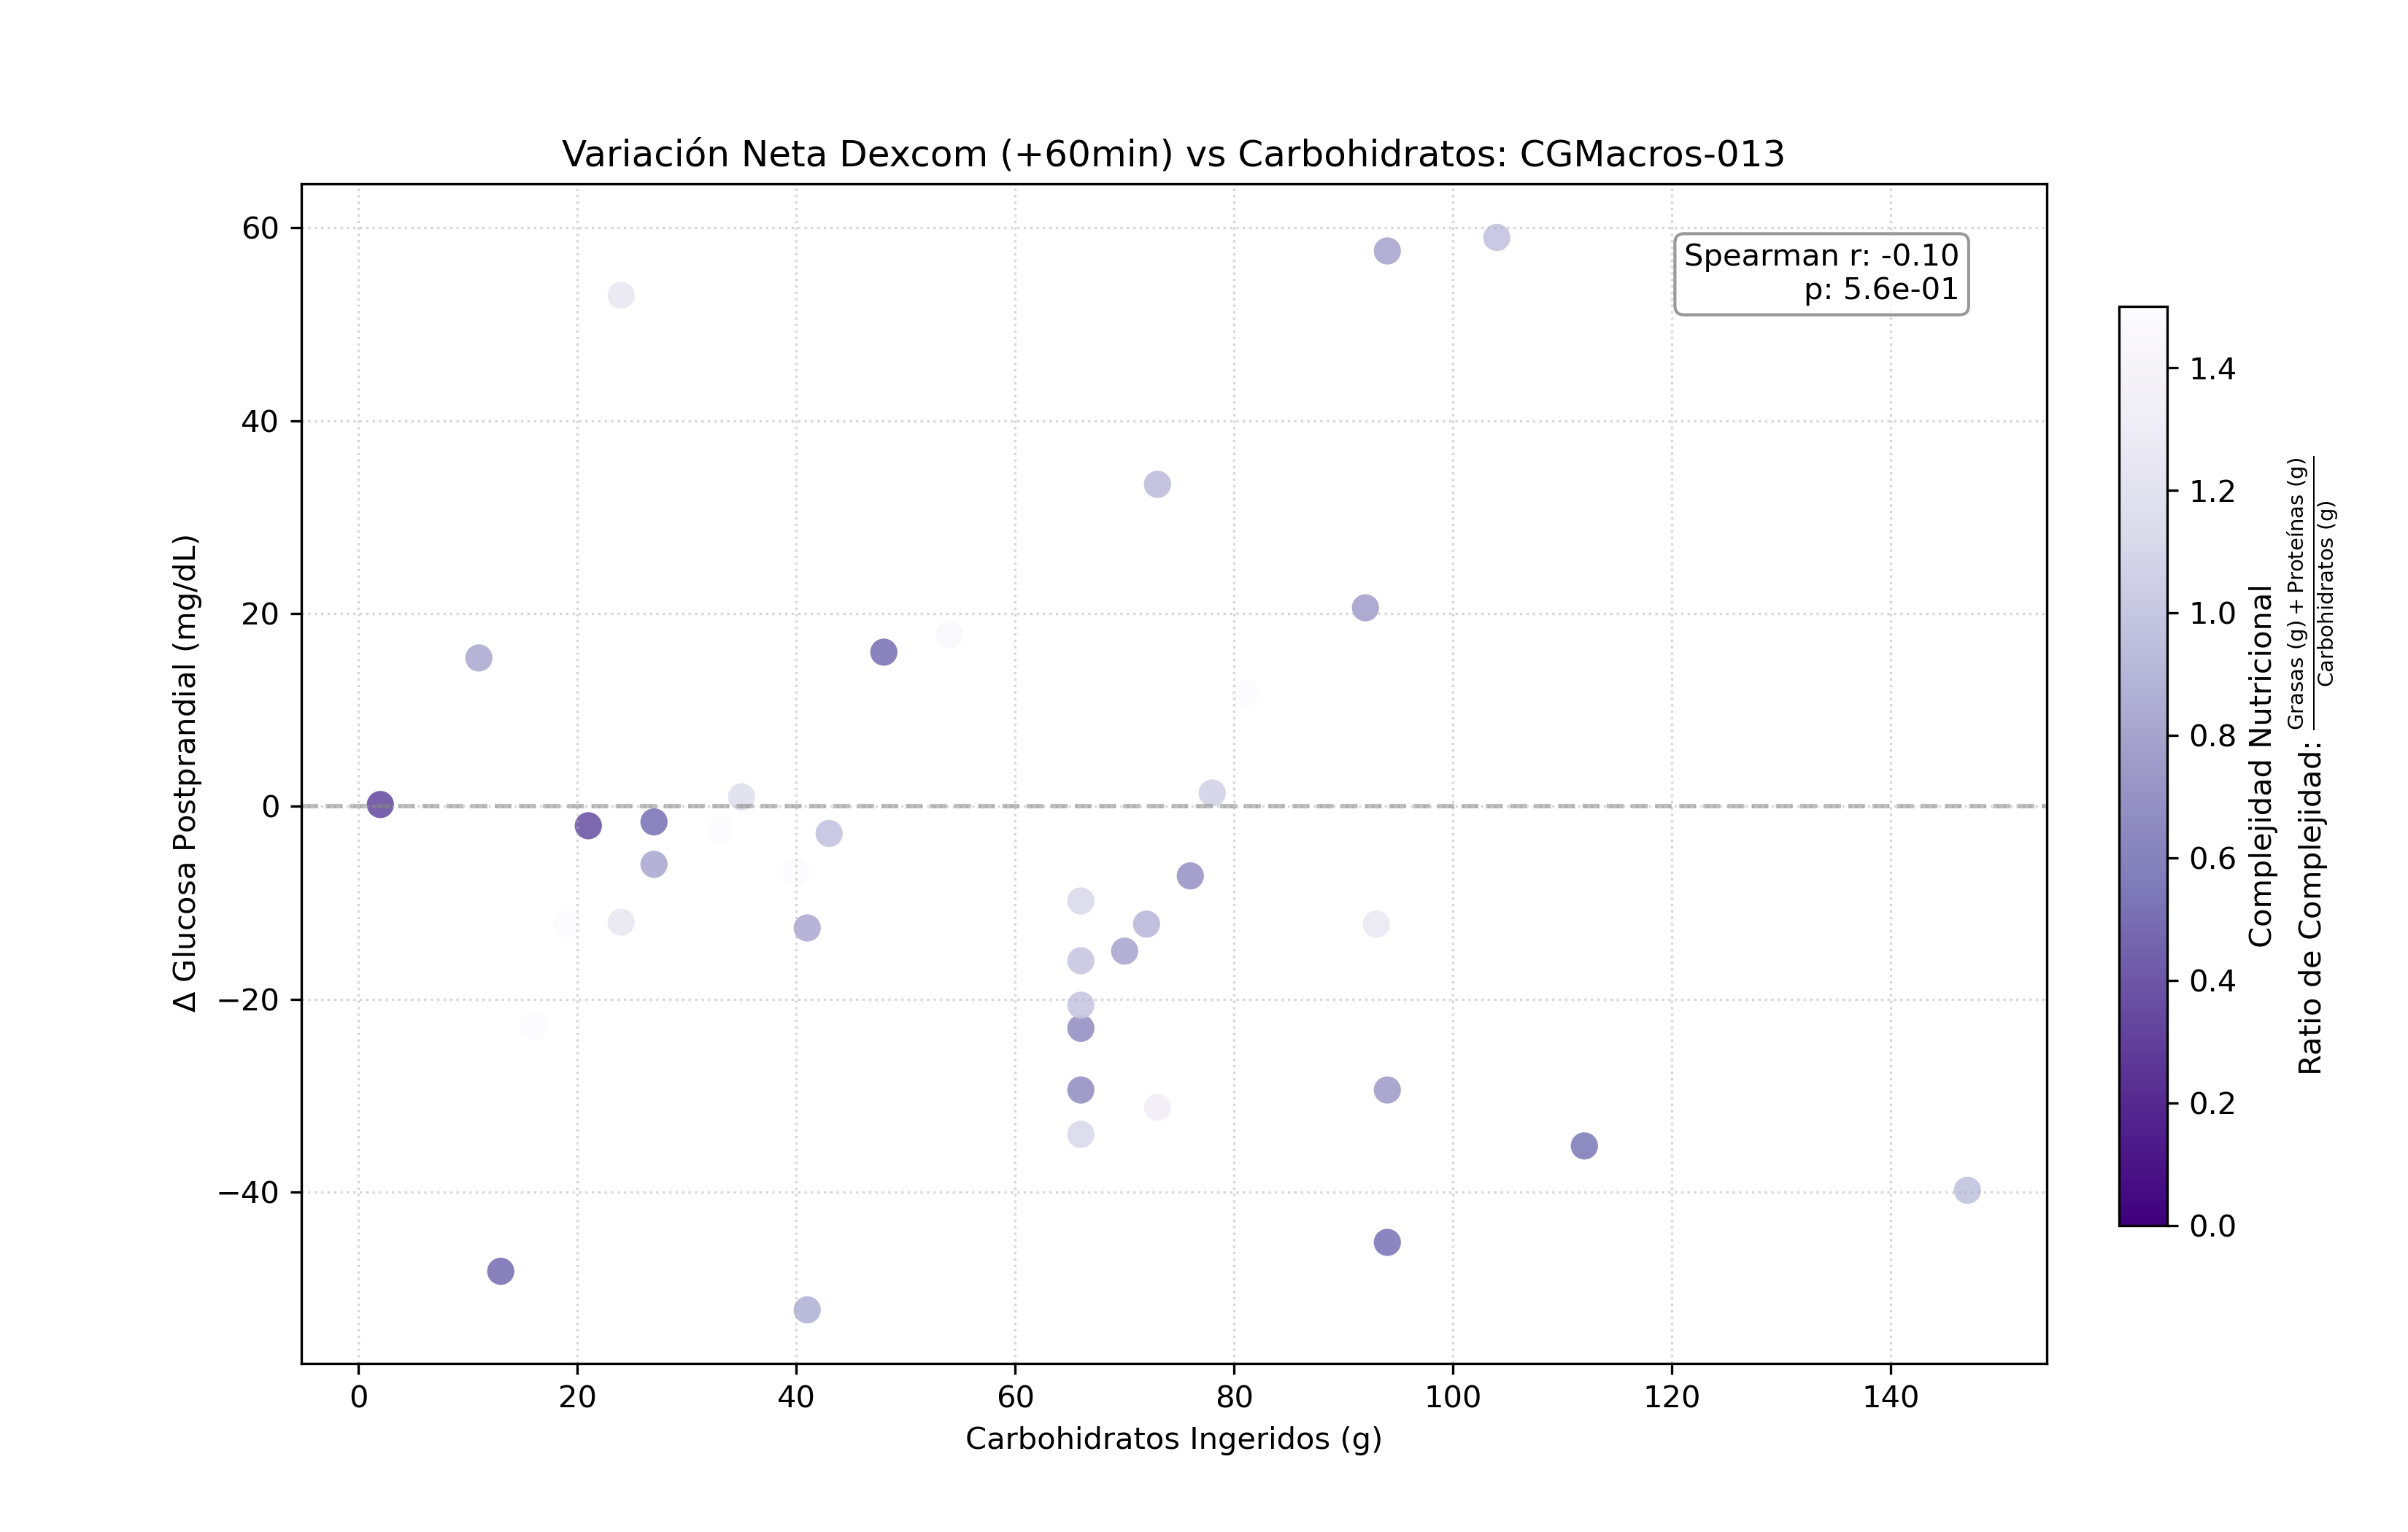 Variación Neta Dexcom (+60min) vs Carbohidratos: CGMacros-013
Spearman r: -0.10
p: 5.6e-01
Δ Glucosa Postprandial (mg/dL)
60
40
20
0
−20
−40
0
20
40
60
80
100
120
140
Carbohidratos Ingeridos (g)
1.4
1.2
1.0
0.8
0.6
0.4
0.2
0.0
Complejidad Nutricional
Ratio de Complejidad: Grasas (g) + Proteínas (g)
Carbohidratos (g)